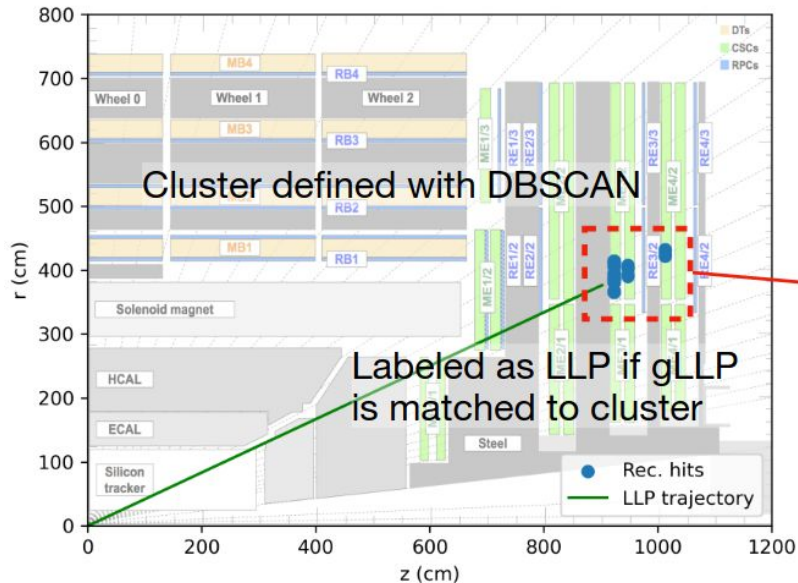 800
700
600
500
400
300
200
100
0
r (cm)
0
200
400
600
800
1000
1200
z (cm)
DTs
CSCs
RPCs
MB4
RB4
Wheel 0
Wheel 1
Wheel 2
MB3
RB3
RB2
MB1
RB1
ME1/3
RE1/3
RE2/3
RE3/3
ME4/2
RE4/3
Cluster defined with DBSCAN
ME1/2
RE1/2
RE2/2
RE3/2
RE4/2
Solenoid magnet
Labeled as LLP if gLLP
is matched to cluster
ME2/1
HCAL
ECAL
Silicon
tracker
Steel
Rec. hits
LLP trajectory